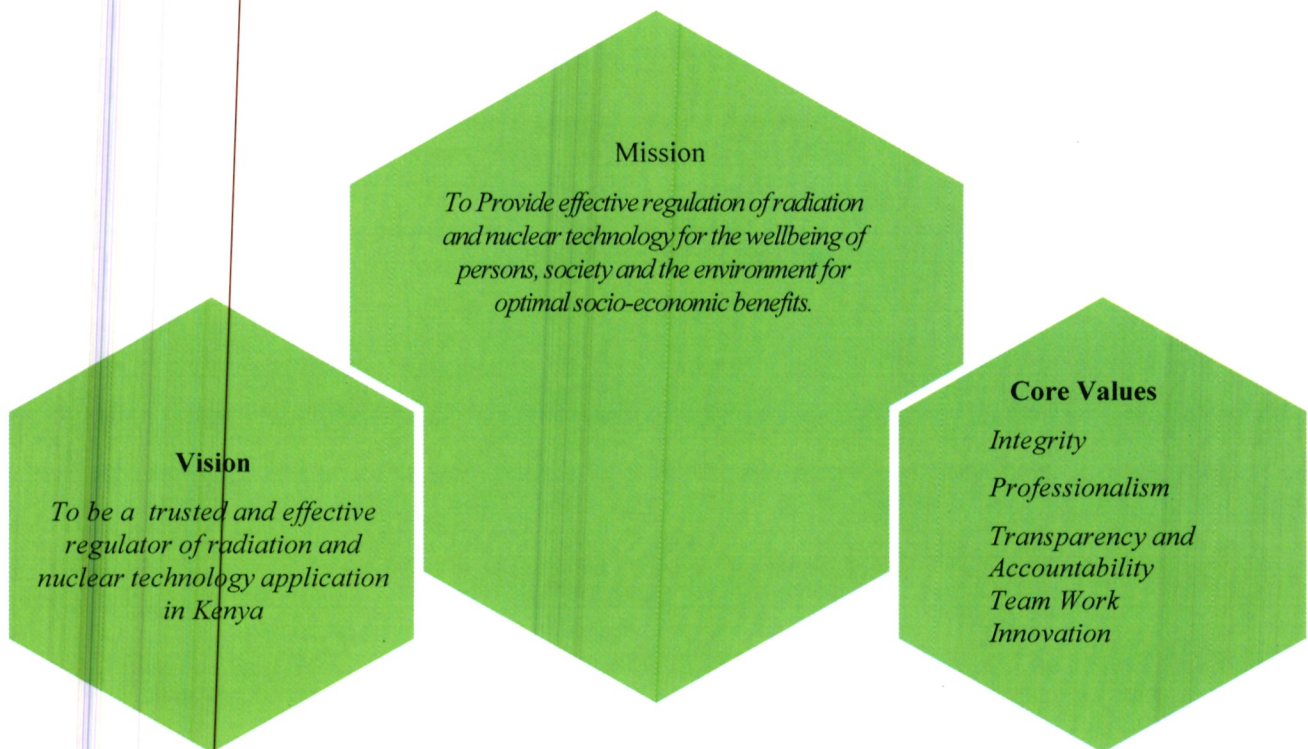 Mission
To Provide effective regulation of radiation
and nuclear technology for the wellbeing of
persons, society and the environment for
optimal socio-economic benefits.
Vision
To be a trusted and effective
regulator of radiation and
nuclear technology application
in Kenya
Core Values
Integrity
Professionalism
Transparency and
Accountability
Team Work
Innovation